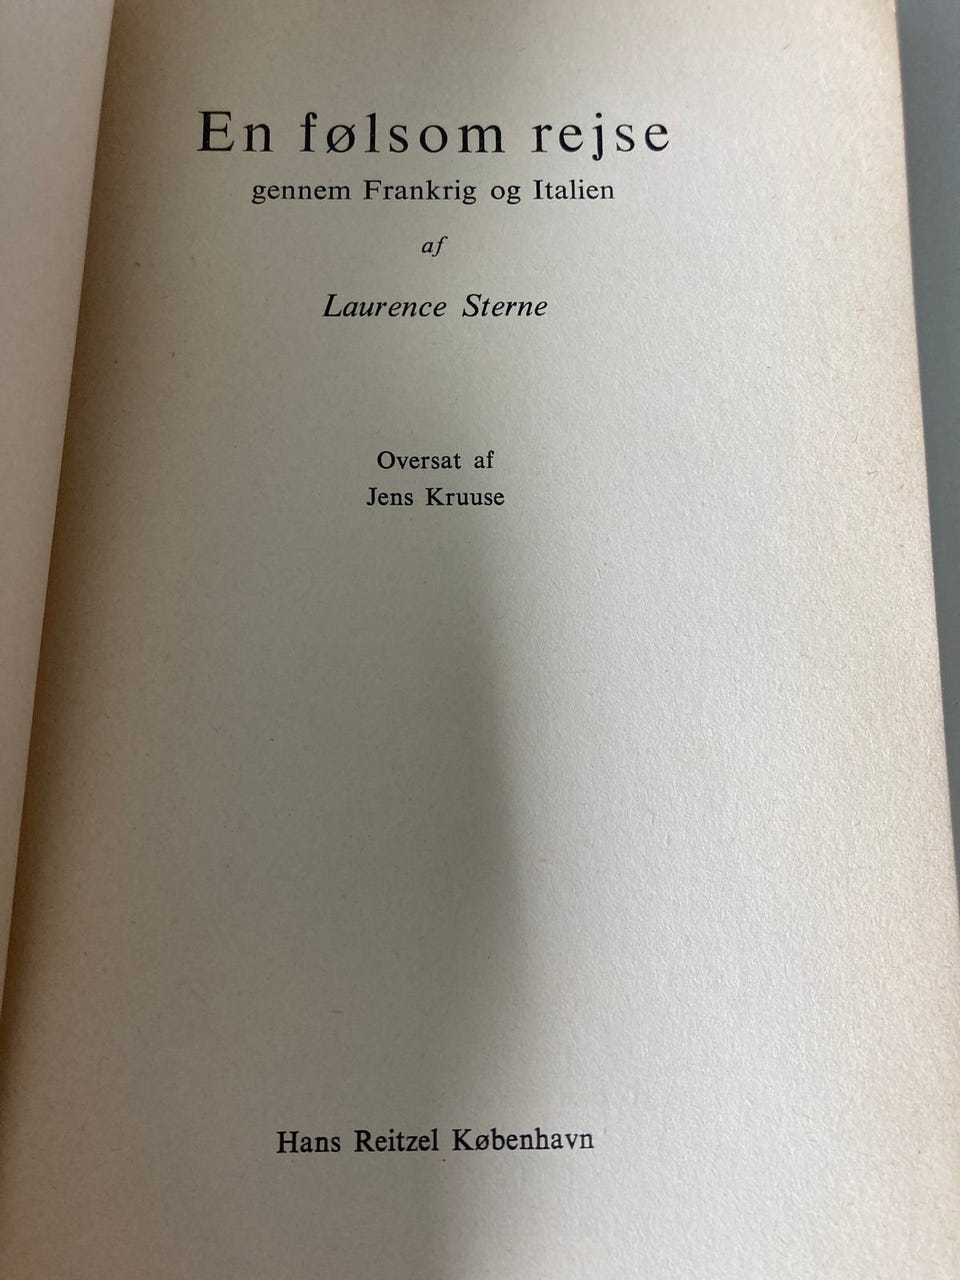 En følsom rejse
gennem Frankrig og Italien
af
Laurence Sterne
Oversat af
Jens Kruuse
Hans Reitzel København